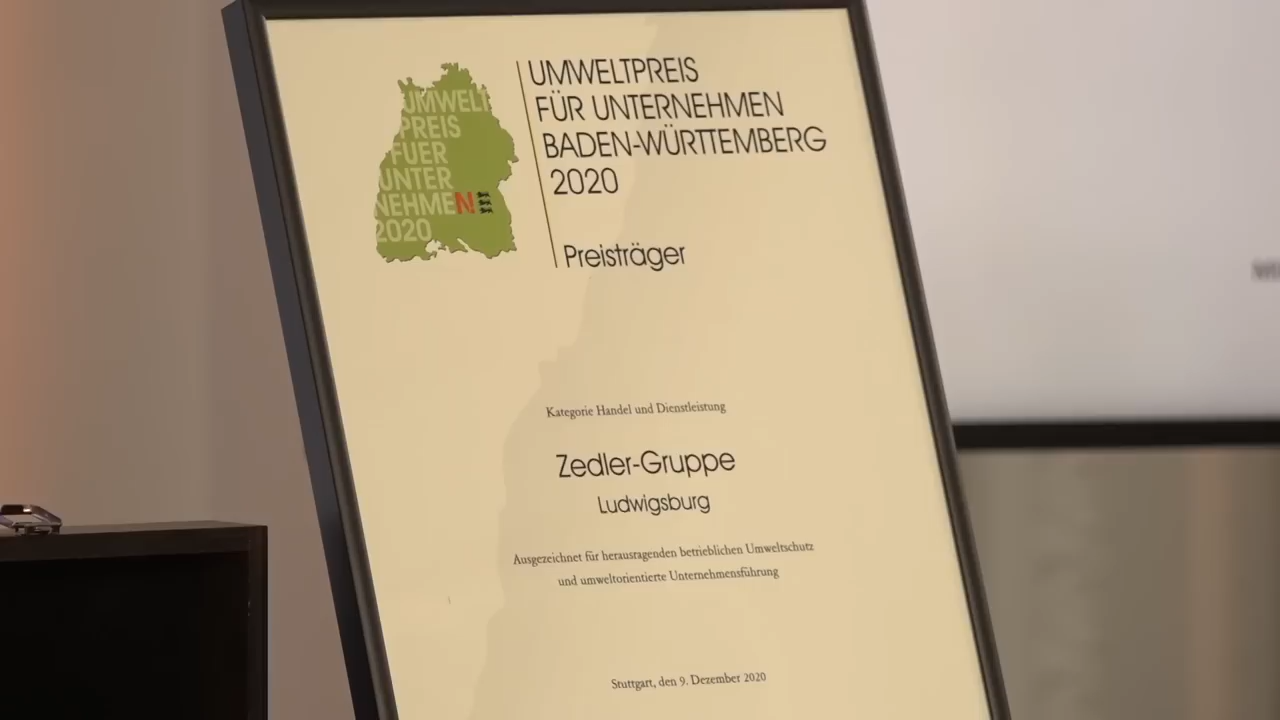 UMWELT
PREIS
FUER
UNTER
NEHMEN
2020
UMWELTPREIS
FÜR UNTERNEHMEN
BADEN-WÜRTTEMBERG
2020
Preisträger
Kategorie Handel und Dienstleistung
Zedler-Gruppe
Ludwigsburg
Ausgezeichnet für herausragenden betrieblichen Umweltschutz
und umweltorientierte Unternehmensführung
Stuttgart, den 9. Dezember 2020